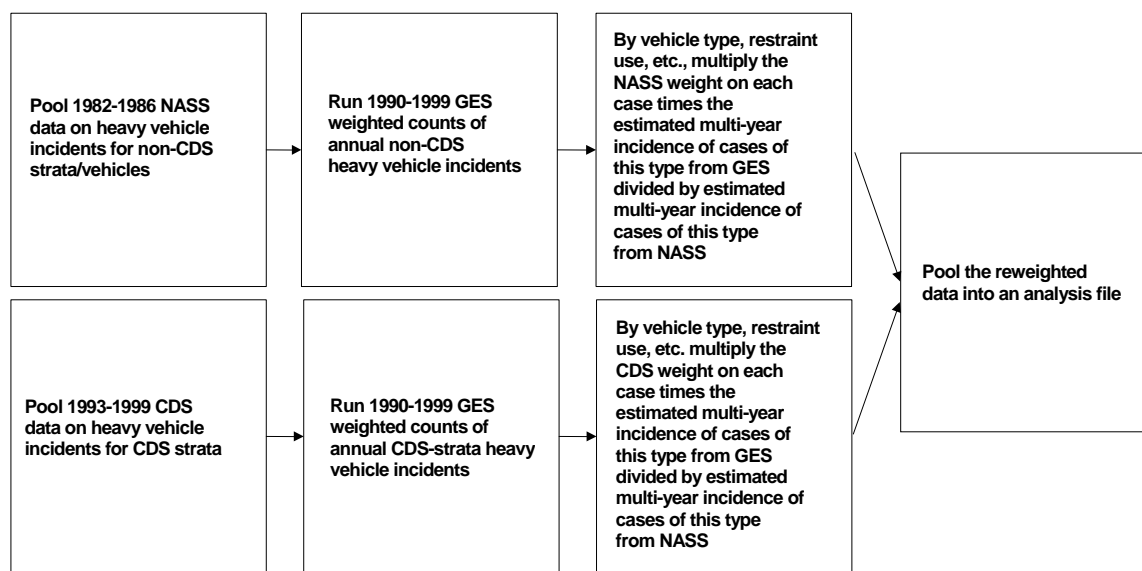 Pool 1982-1986 NASS
data on heavy vehicle
incidents for non-CDS
strata/vehicles
Run 1990-1999 GES
weighted counts of
annual non-CDS
heavy vehicle incidents
By vehicle type, restraint
use, etc., multiply the
NASS weight on each
case times the
estimated multi-year
incidence of cases of
this type from GES
divided by estimated
multi-year incidence of
cases of this type
from NASS
Pool the reweighted
data into an analysis file
Pool 1993-1999 CDS
data on heavy vehicle
incidents for CDS strata
Run 1990-1999 GES
weighted counts of
annual CDS-strata heavy
vehicle incidents
By vehicle type, restraint
use, etc. multiply the
CDS weight on each
case times the
estimated multi-year
incidence of cases of
this type from GES
divided by estimated
multi-year incidence of
cases of this type
from NASS